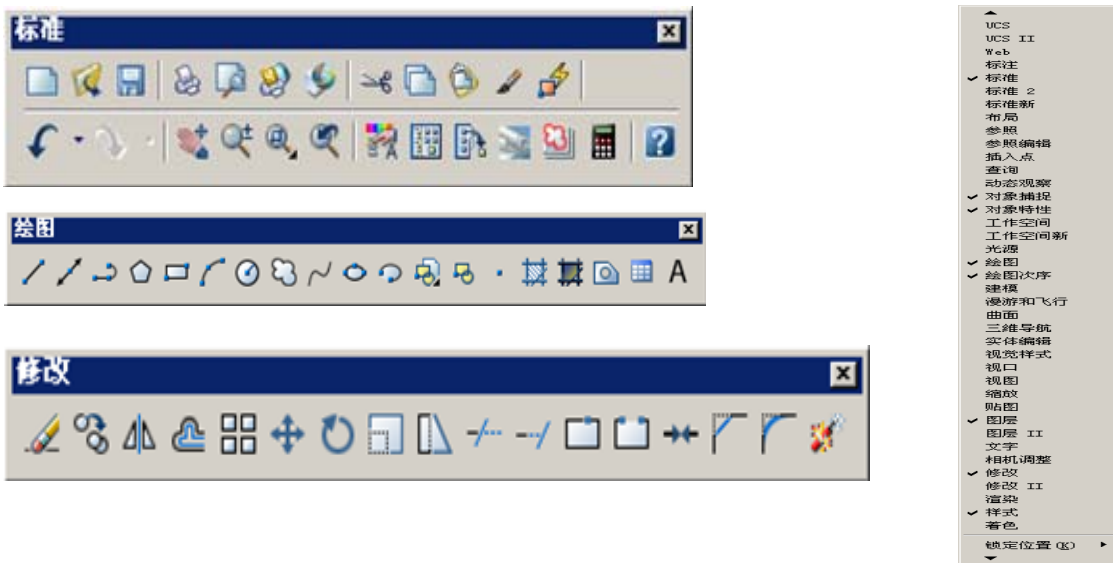 标准
绘图
A
修改
UCS
UCS II
Web
标注
标准
标准 2
标准新
布局
参照
参照编辑
插入点
查询
动态观察
对象捕捉
对象特性
工作空间
工作空间新
光源
绘图
绘图次序
建模
漫游和飞行
曲面
三维导航
实体编辑
视觉样式
视口
视图
缩放
贴图
图层
图层 II
文字
相机调整
修改
修改 II
渲染
样式
着色
锁定位置(K)